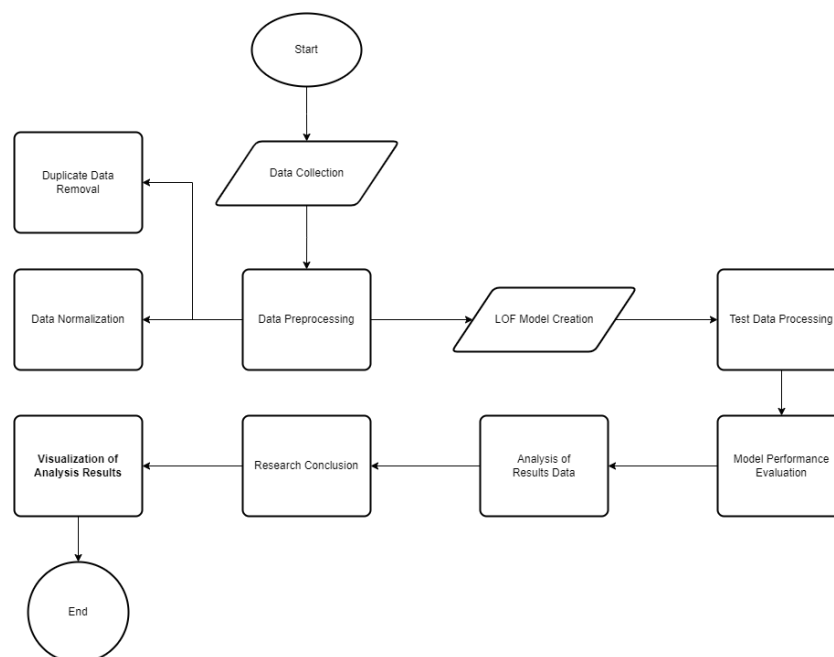 Start
Data Collection
Duplicate Data
Removal
Data Normalization
Data Preprocessing
LOF Model Creation
Test Data Processing
Visualization of
Analysis Results
Research Conclusion
Analysis of
Results Data
Model Performance
Evaluation
End